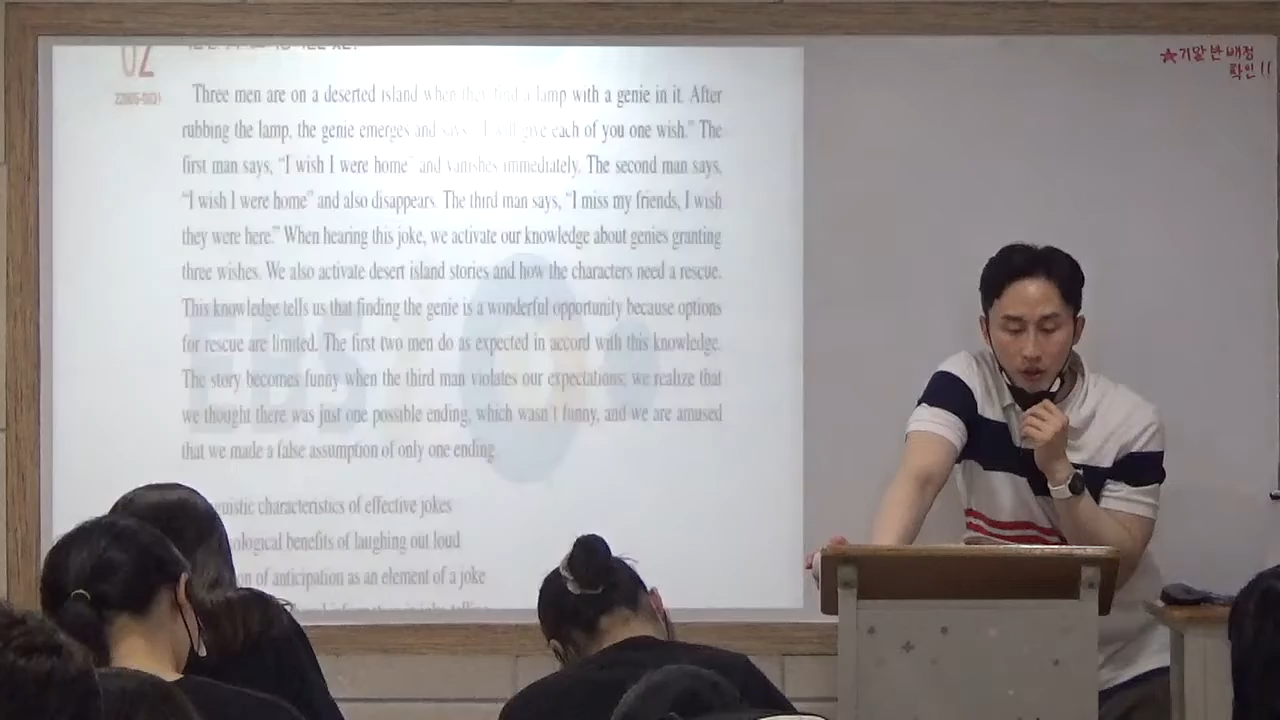 02
Three men are on a deserted island when they find a lamp with a genie in it. After
rubbing the lamp, the genie emerges and says, "I will give each of you one wish." The
first man says, "I wish I were home" and vanishes immediately. The second man says,
"I wish I were home" and also disappears. The third man says, "I miss my friends, I wish
they were here." When hearing this joke, we activate our knowledge about genies granting
three wishes. We also activate desert island stories and how the characters need a rescue.
This knowledge tells us that finding the genie is a wonderful opportunity because options
for rescue are limited. The first two men do as expected in accord with this knowledge.
The story becomes funny when the third man violates our expectations; we realize that
we thought there was just one possible ending, which wasn't funny, and we are amused
that we made a false assumption of only one ending.
characteristics of effective jokes
benefits of laughing out loud
of anticipation as an element of a joke
EBS
★기말 반 배정
확인!!